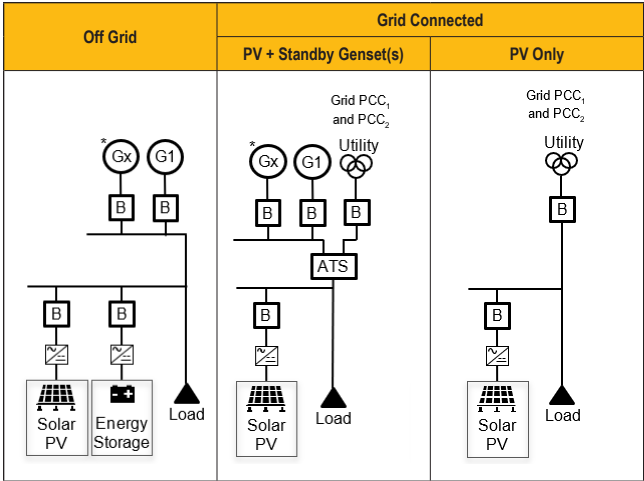 Off Grid
Grid Connected
PV + Standby Genset(s)
PV Only
* Gx
G1
B
B
B
B
Solar
PV
Energy
Storage
Load
Grid PCC1
and PCC2
Utility
* Gx
G1
B
B
B
ATS
B
Solar
PV
Load
Grid PCC1
and PCC2
Utility
B
B
Solar
PV
Load